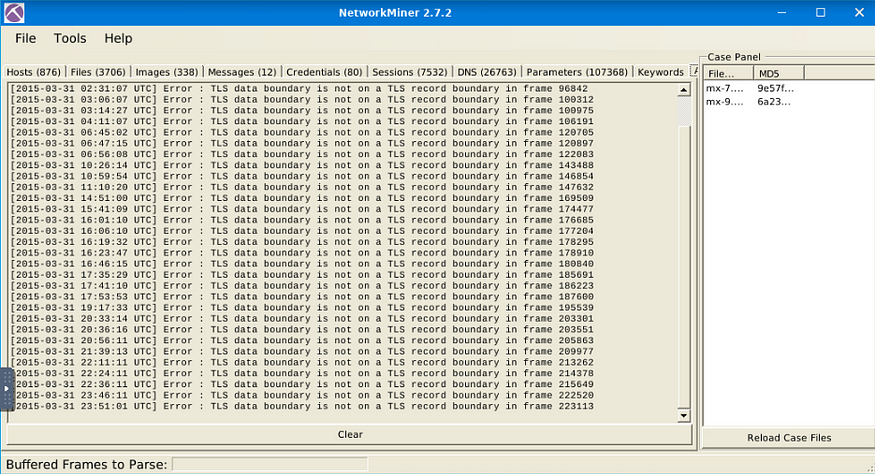 NetworkMiner 2.7.2
File Tools Help
Hosts (876) Files (3706) Images (338) Messages (12) Credentials (80) Sessions (7532) DNS (26763) Parameters (107368) Keywords
[2015-03-31 02:31:07 UTC] Error : TLS data boundary is not on a TLS record boundary in frame 96842
[2015-03-31 03:06:07 UTC] Error : TLS data boundary is not on a TLS record boundary in frame 100312
[2015-03-31 03:14:27 UTC] Error : TLS data boundary is not on a TLS record boundary in frame 100975
[2015-03-31 04:11:07 UTC] Error : TLS data boundary is not on a TLS record boundary in frame 106191
[2015-03-31 06:45:02 UTC] Error : TLS data boundary is not on a TLS record boundary in frame 120705
[2015-03-31 06:47:15 UTC] Error : TLS data boundary is not on a TLS record boundary in frame 120897
[2015-03-31 06:56:08 UTC] Error : TLS data boundary is not on a TLS record boundary in frame 122083
[2015-03-31 10:26:14 UTC] Error : TLS data boundary is not on a TLS record boundary in frame 143488
[2015-03-31 10:59:54 UTC] Error : TLS data boundary is not on a TLS record boundary in frame 146854
[2015-03-31 11:10:20 UTC] Error : TLS data boundary is not on a TLS record boundary in frame 147632
[2015-03-31 14:51:00 UTC] Error : TLS data boundary is not on a TLS record boundary in frame 169509
[2015-03-31 15:41:09 UTC] Error : TLS data boundary is not on a TLS record boundary in frame 174477
[2015-03-31 16:01:10 UTC] Error : TLS data boundary is not on a TLS record boundary in frame 176685
[2015-03-31 16:06:10 UTC] Error : TLS data boundary is not on a TLS record boundary in frame 177204
[2015-03-31 16:19:32 UTC] Error : TLS data boundary is not on a TLS record boundary in frame 178295
[2015-03-31 16:23:47 UTC] Error : TLS data boundary is not on a TLS record boundary in frame 178910
[2015-03-31 16:46:15 UTC] Error : TLS data boundary is not on a TLS record boundary in frame 180840
[2015-03-31 17:35:29 UTC] Error : TLS data boundary is not on a TLS record boundary in frame 185691
[2015-03-31 17:41:10 UTC] Error : TLS data boundary is not on a TLS record boundary in frame 186223
[2015-03-31 17:53:53 UTC] Error : TLS data boundary is not on a TLS record boundary in frame 187600
[2015-03-31 19:17:33 UTC] Error : TLS data boundary is not on a TLS record boundary in frame 195539
[2015-03-31 20:33:14 UTC] Error : TLS data boundary is not on a TLS record boundary in frame 203301
[2015-03-31 20:36:16 UTC] Error : TLS data boundary is not on a TLS record boundary in frame 203551
[2015-03-31 20:56:11 UTC] Error : TLS data boundary is not on a TLS record boundary in frame 205863
[2015-03-31 21:39:13 UTC] Error : TLS data boundary is not on a TLS record boundary in frame 209977
[2015-03-31 22:11:11 UTC] Error : TLS data boundary is not on a TLS record boundary in frame 213262
[2015-03-31 22:24:11 UTC] Error : TLS data boundary is not on a TLS record boundary in frame 214378
[2015-03-31 22:36:11 UTC] Error : TLS data boundary is not on a TLS record boundary in frame 215649
[2015-03-31 23:46:11 UTC] Error : TLS data boundary is not on a TLS record boundary in frame 222520
[2015-03-31 23:51:01 UTC] Error : TLS data boundary is not on a TLS record boundary in frame 223113
Clear
Case Panel
File... MD5
mx-7.... 9e57f...
mx-9.... 6a23...
Reload Case Files
Buffered Frames to Parse: